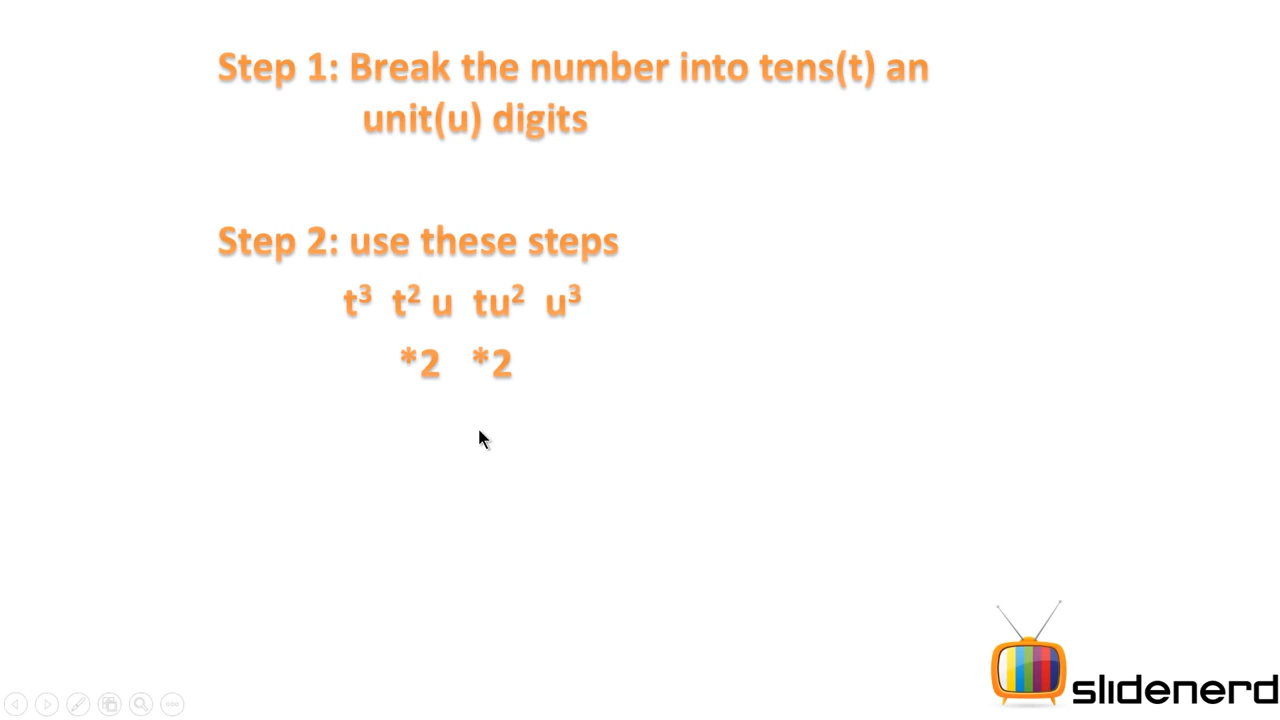 Step 1: Break the number into tens(t) an
unit(u) digits
Step 2: use these steps
t³ t² u tu² u³
*2 *2
slidenerd